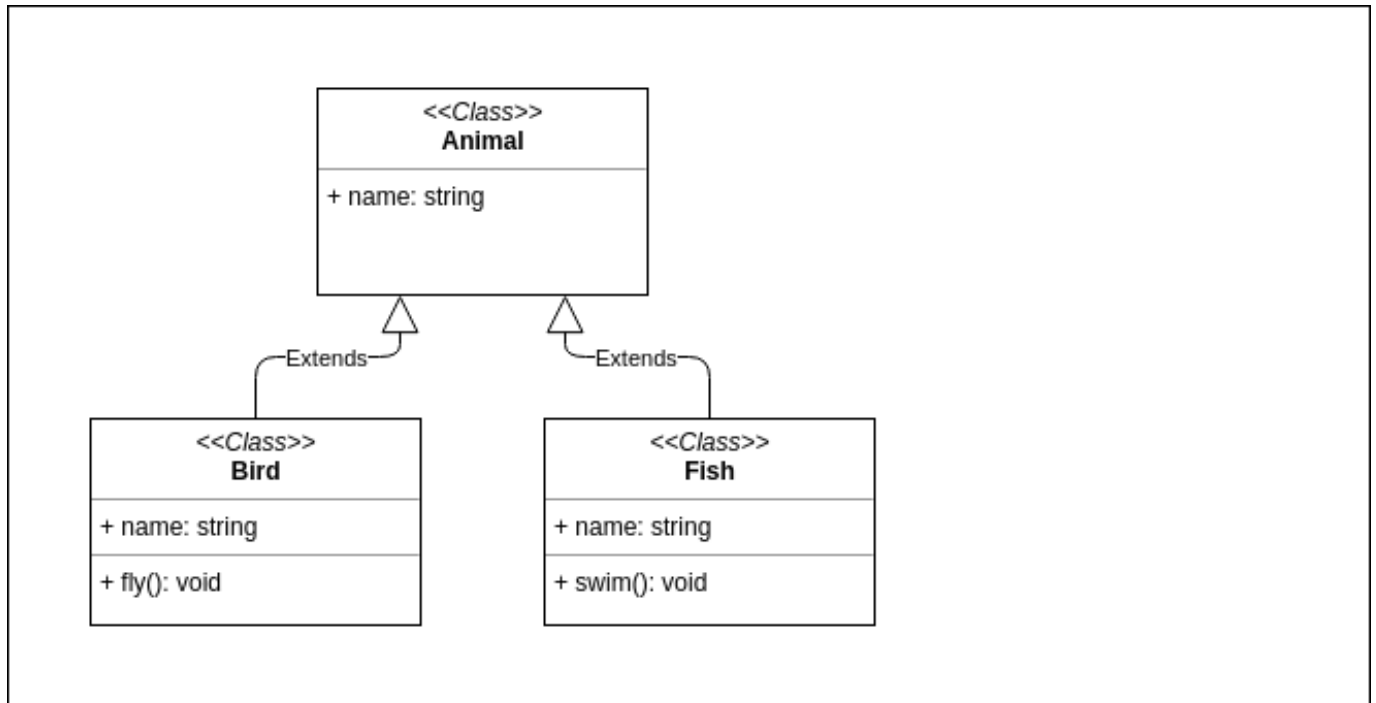 <<Class>>
Animal
+ name: string
Extends
Extends
<<Class>>
Bird
+ name: string
+ fly(): void
<<Class>>
Fish
+ name: string
+ swim(): void